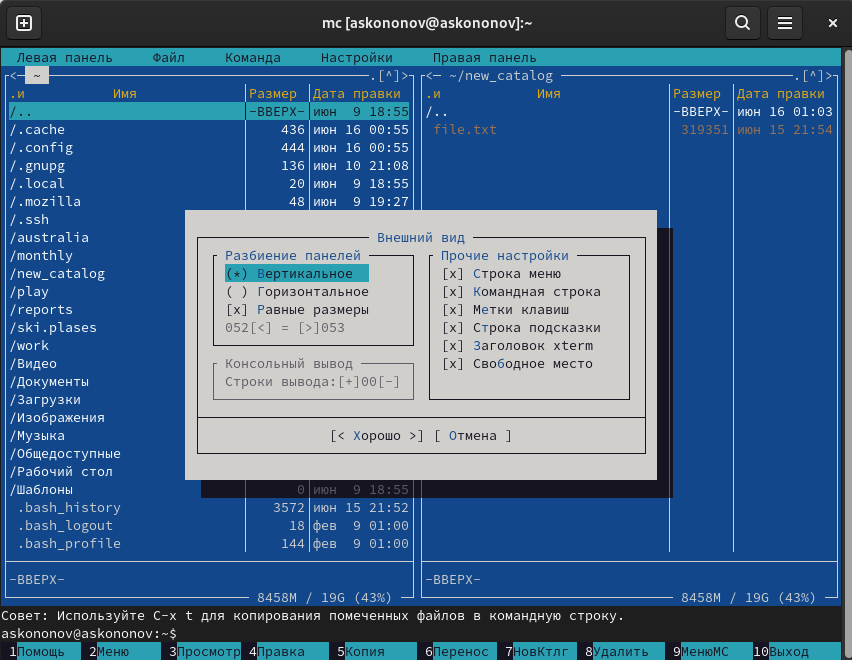 mc [askononov@askononov]:~
Левая панель Файл Команда Настройки Правая панель
<- ~ .[^]> <- ~/new_catalog .[^]>
.и Имя Размер Дата правки .и Имя Размер Дата правки
/.. -ВВЕРХ- июн 9 18:55 /.. -ВВЕРХ- июн 16 01:03
/.cache 436 июн 16 00:55 file.txt 319351 июн 15 21:54
/.config 444 июн 16 00:55
/.gnupg 136 июн 10 21:08
/.local 20 июн 9 18:55
/.mozilla 48 июн 9 19:27
/.ssh
/australia
/monthly
/new_catalog
/play
/reports
/ski.plases
/work
/Видео
/Документы
/Загрузки
/Изображения
/Музыка
/Общедоступные
/Рабочий стол
/Шаблоны 0 июн 9 18:55
.bash_history 3572 июн 15 21:52
.bash_logout 18 фев 9 01:00
.bash_profile 144 фев 9 01:00
Внешний вид
Разбиение панелей
(*) Вертикальное
( ) Горизонтальное
[x] Равные размеры
052[<] = [>]053
Консольный вывод
Строки вывода:[+]00[-]
Прочие настройки
[x] Строка меню
[x] Командная строка
[x] Метки клавиш
[x] Строка подсказки
[x] Заголовок xterm
[x] Свободное место
[< Хорошо >] [ Отмена ]
-ВВЕРХ- -ВВЕРХ-
8458M / 19G (43%) 8458M / 19G (43%)
Совет: Используйте C-x t для копирования помеченных файлов в командную строку.
askononov@askononov:~$
1Помощь 2Меню 3Просмотр 4Правка 5Копия 6Перенос 7НовКтлг 8Удалить 9МенюMC 10Выход